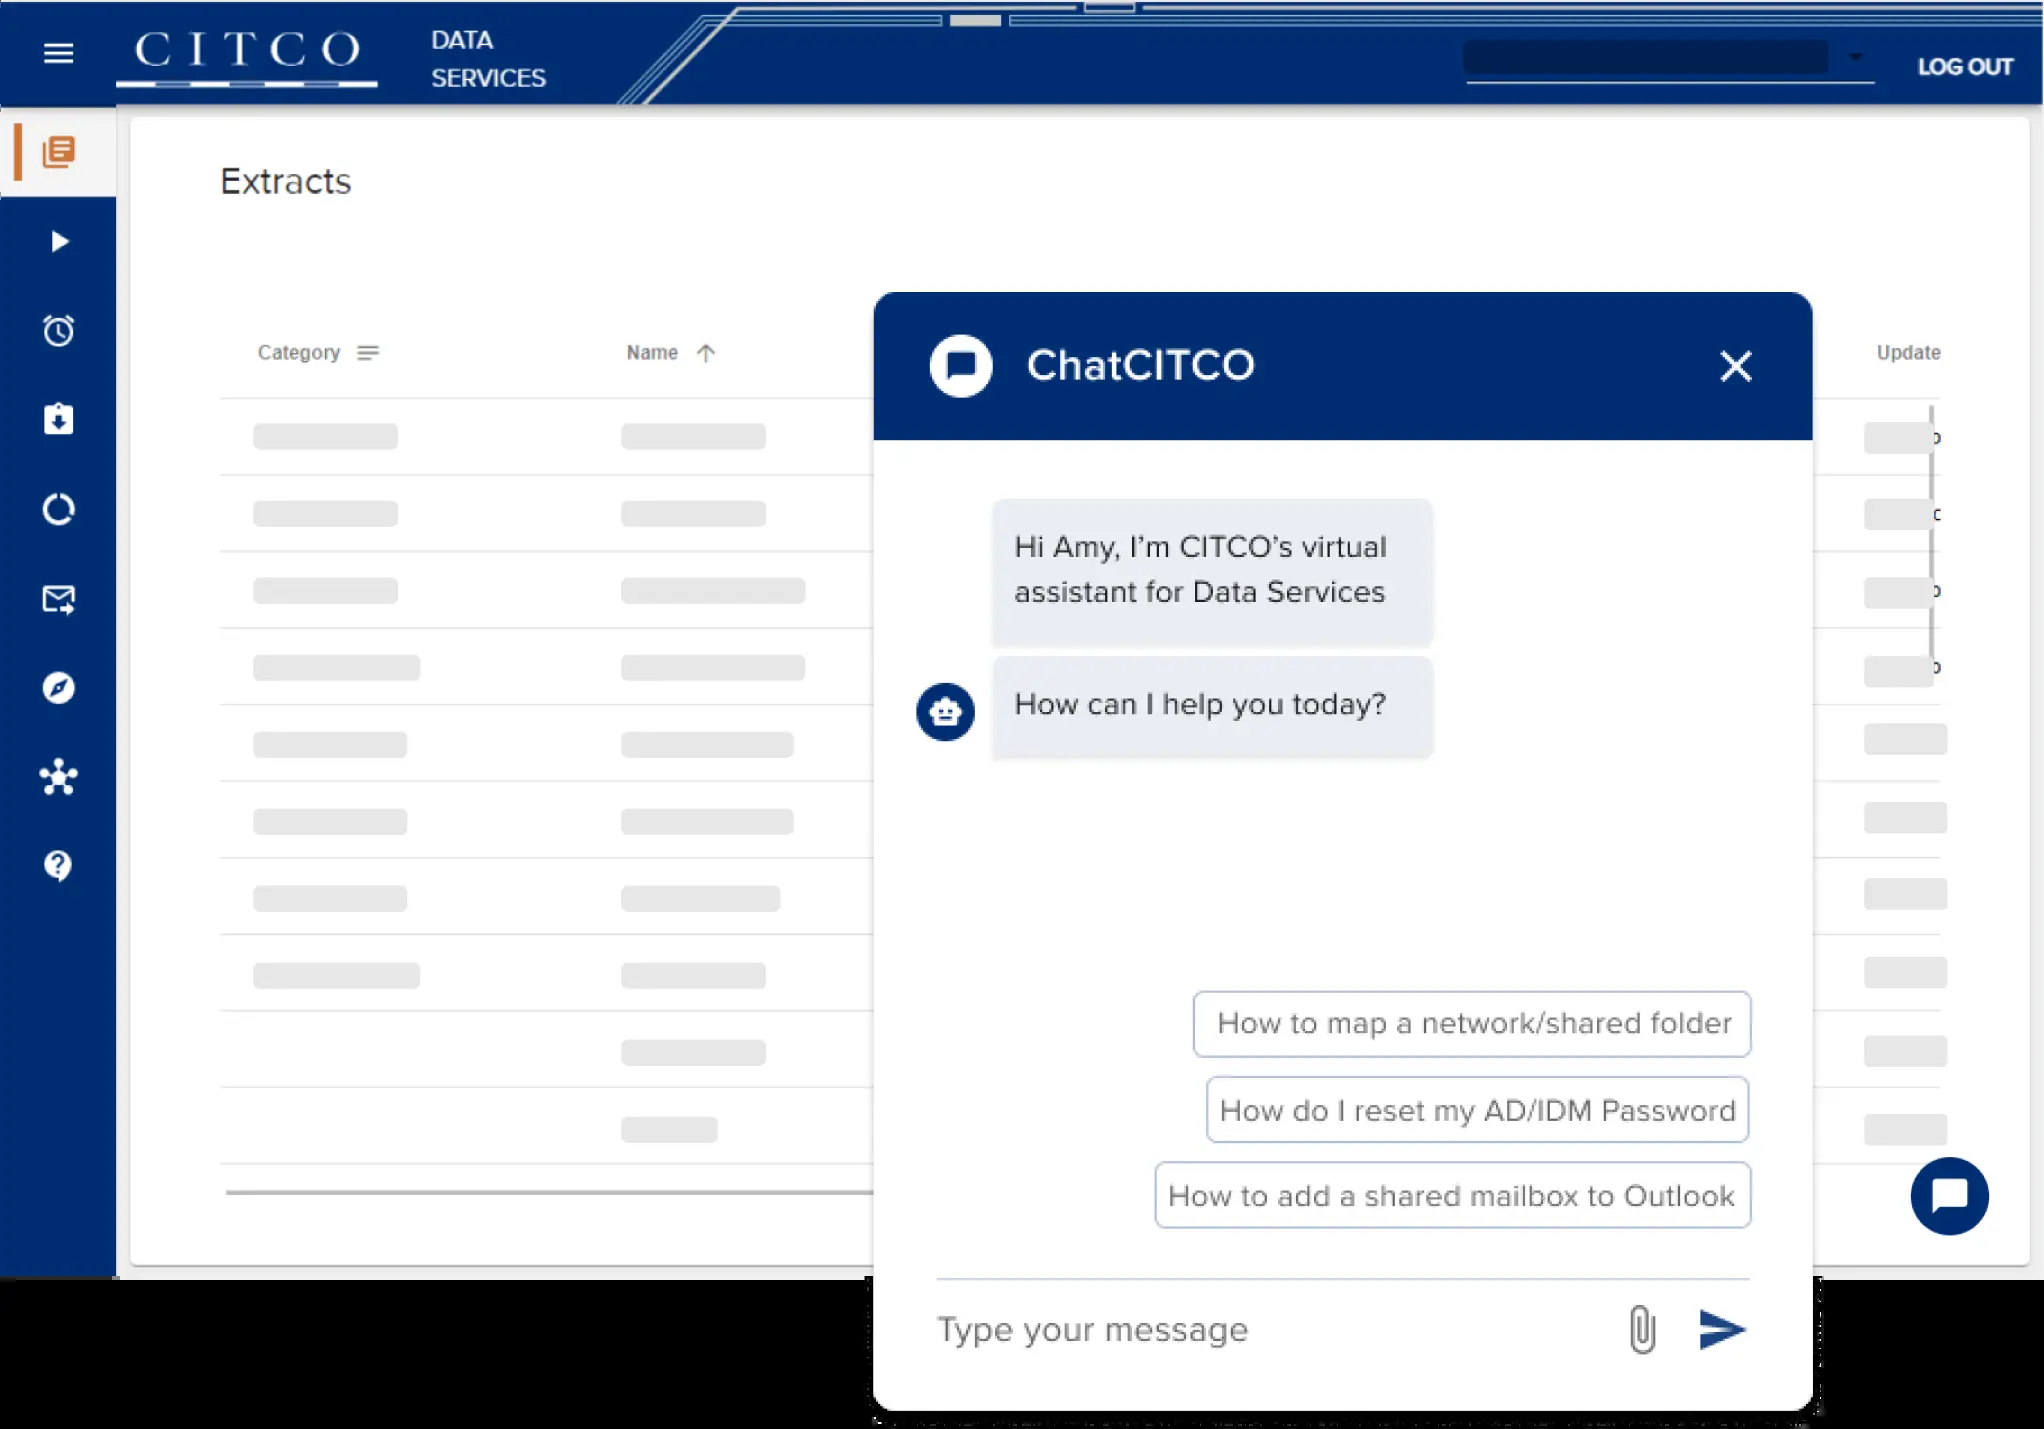 CITCO
DATA
SERVICES
LOG OUT
Extracts
Category
Name
Update
ChatCITCO
Hi Amy, I’m CITCO’s virtual
assistant for Data Services
How can I help you today?
How to map a network/shared folder
How do I reset my AD/IDM Password
How to add a shared mailbox to Outlook
Type your message